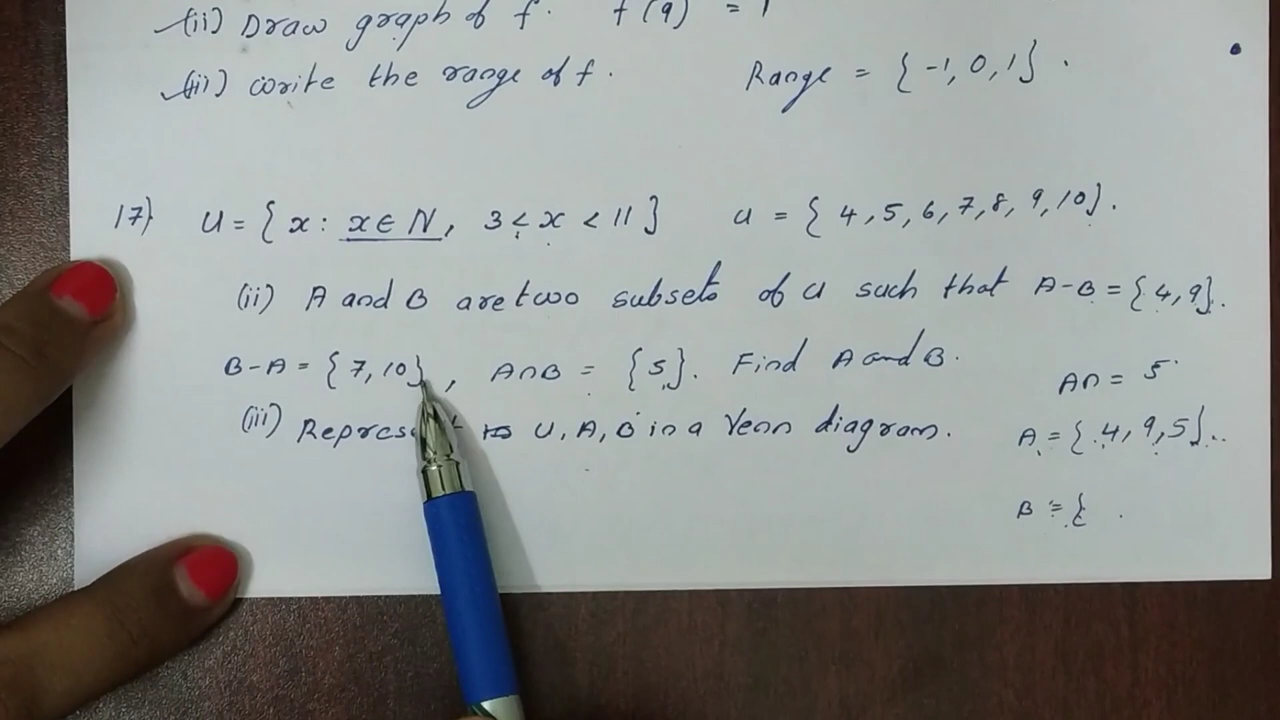 (ii) Draw graph of f. f(9) = 1
(iii) write the range of f. Range = {-1, 0, 1}.
17) U = {x : x ∈ N, 3 < x < 11} U = {4, 5, 6, 7, 8, 9, 10}.
(ii) A and B are two subsets of U such that A-B = {4, 9}.
B-A = {7, 10}, A∩B = {5}. Find A and B.
A∩ = 5
(iii) Represent U, A, B in a Venn diagram.
A = {4, 9, 5}..
B = {